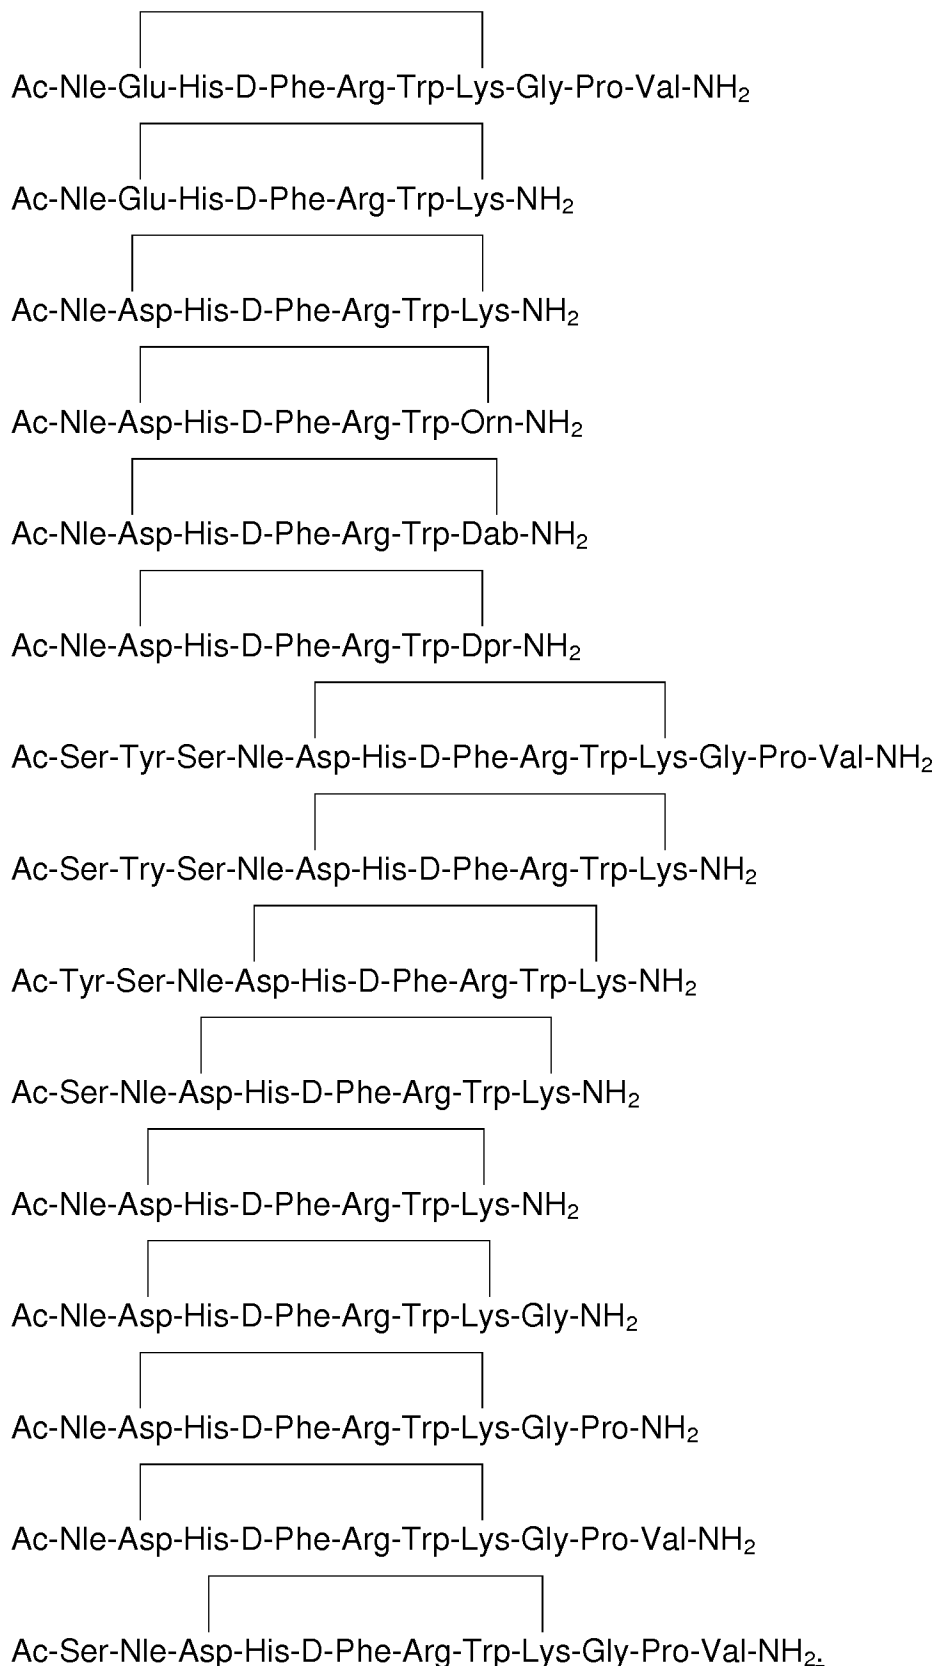 Ac-Nle-Glu-His-D-Phe-Arg-Trp-Lys-Gly-Pro-Val-NH₂
Ac-Nle-Glu-His-D-Phe-Arg-Trp-Lys-NH₂
Ac-Nle-Asp-His-D-Phe-Arg-Trp-Lys-NH₂
Ac-Nle-Asp-His-D-Phe-Arg-Trp-Orn-NH₂
Ac-Nle-Asp-His-D-Phe-Arg-Trp-Dab-NH₂
Ac-Nle-Asp-His-D-Phe-Arg-Trp-Dpr-NH₂
Ac-Ser-Tyr-Ser-Nle-Asp-His-D-Phe-Arg-Trp-Lys-Gly-Pro-Val-NH₂
Ac-Ser-Try-Ser-Nle-Asp-His-D-Phe-Arg-Trp-Lys-NH₂
Ac-Tyr-Ser-Nle-Asp-His-D-Phe-Arg-Trp-Lys-NH₂
Ac-Ser-Nle-Asp-His-D-Phe-Arg-Trp-Lys-NH₂
Ac-Nle-Asp-His-D-Phe-Arg-Trp-Lys-NH₂
Ac-Nle-Asp-His-D-Phe-Arg-Trp-Lys-Gly-NH₂
Ac-Nle-Asp-His-D-Phe-Arg-Trp-Lys-Gly-Pro-NH₂
Ac-Nle-Asp-His-D-Phe-Arg-Trp-Lys-Gly-Pro-Val-NH₂
Ac-Ser-Nle-Asp-His-D-Phe-Arg-Trp-Lys-Gly-Pro-Val-NH₂.